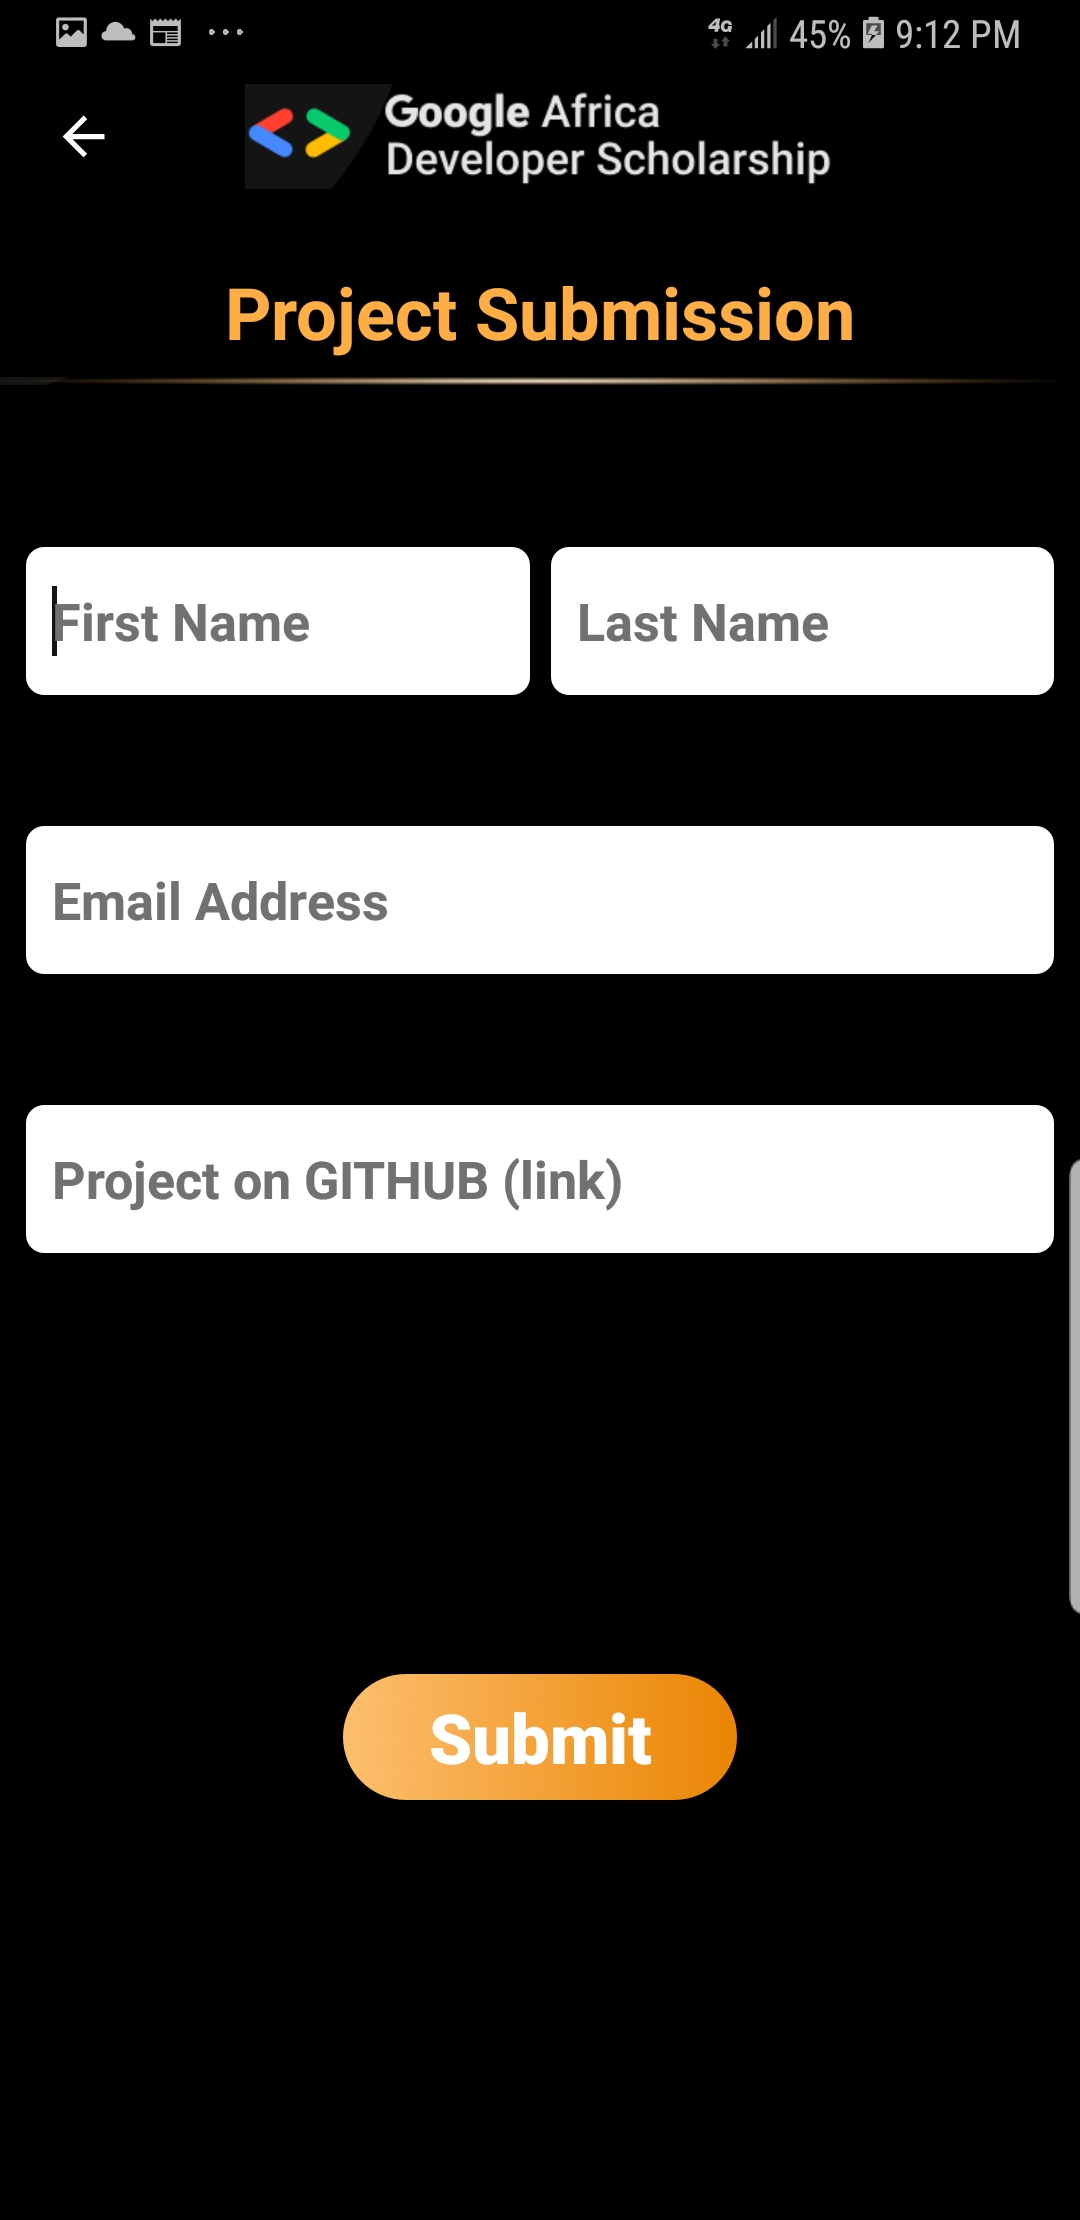 4G 45% 9:12 PM
Google Africa
Developer Scholarship
Project Submission
First Name Last Name
Email Address
Project on GITHUB (link)
Submit